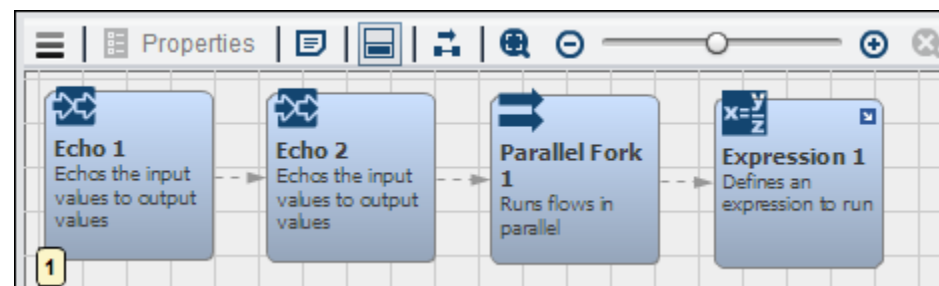 Properties
Echo 1
Echos the input
values to output
values
1
Echo 2
Echos the input
values to output
values
Parallel Fork
1
Runs flows in
parallel
x=y/z
Expression 1
Defines an
expression to run